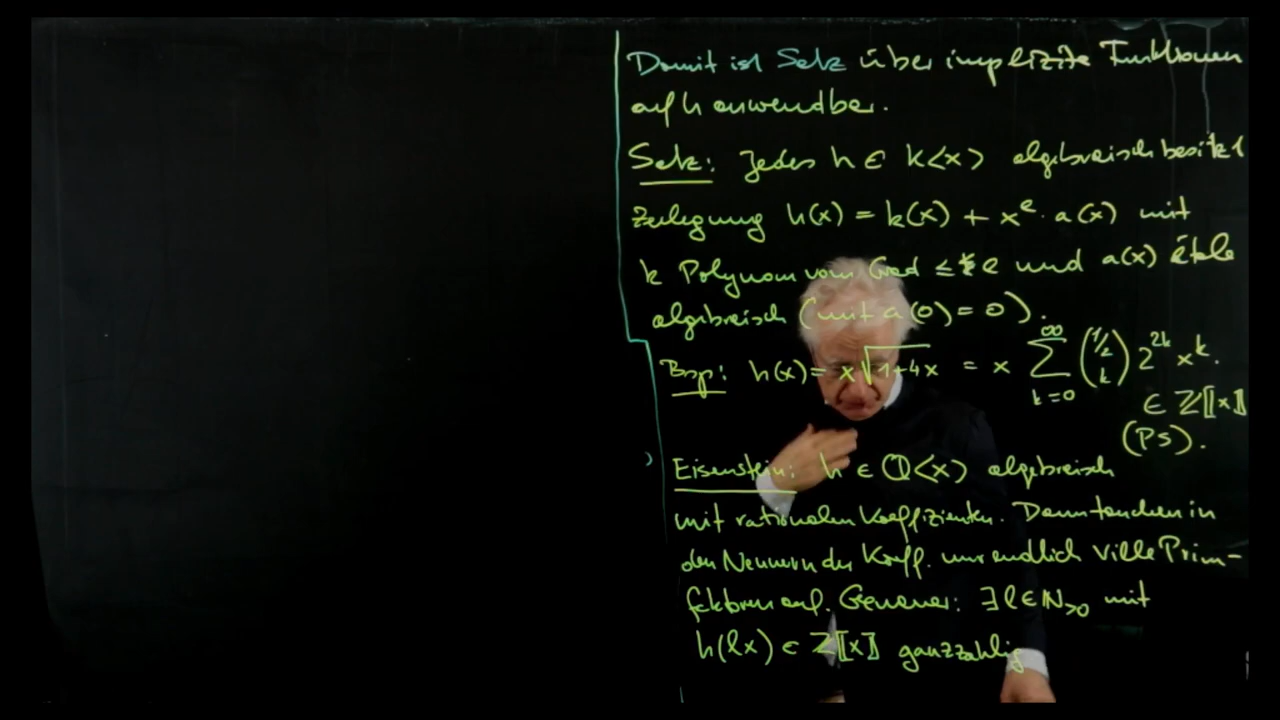 Damit ist Satz über implizite Funktionen
auf h anwendbar.
Satz: Jedes h ∈ K<x> algebraisch besitzt
Zerlegung h(x) = k(x) + x^e · a(x) mit
k Polynom vom Grad ≤ e und a(x) étale
algebraisch (mit a(0) = 0).
Bsp: h(x) = x√(1+4x) = x ∑_{k=0}^{∞} (1/2 über k) 2^{2k} x^k.
∈ ℤ⟦x⟧
(PS).
Eisenstein: h ∈ ℚ<x> algebraisch
mit rationalen Koeffizienten. Dann tauchen in
den Nennern der Koeff. nur endlich viele Prim-
faktoren auf. Genauer: ∃ l ∈ ℕ_{>0} mit
h(lx) ∈ ℤ⟦x⟧ ganzzahlig